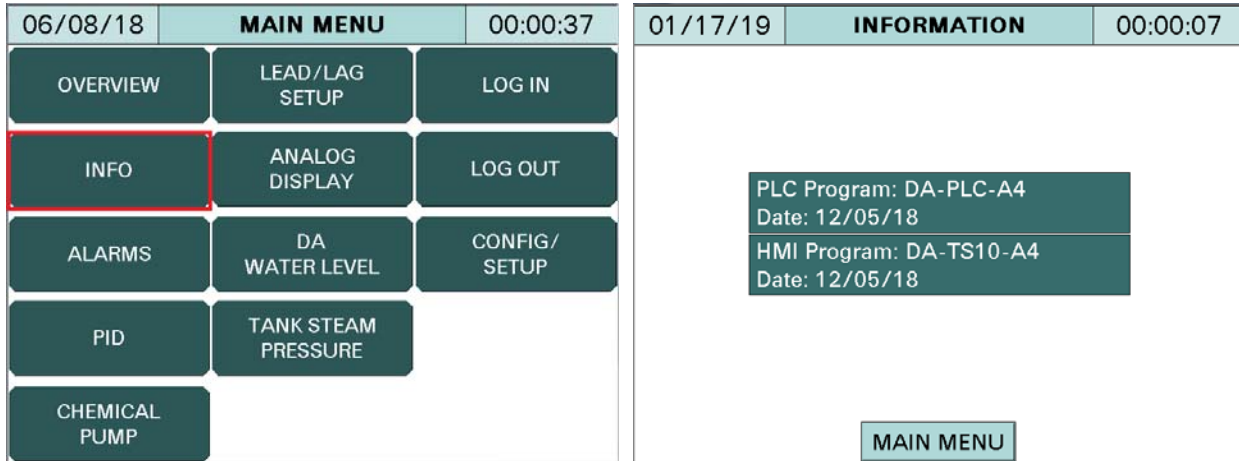 06/08/18 MAIN MENU 00:00:37
OVERVIEW
LEAD/LAG
SETUP
LOG IN
INFO
ANALOG
DISPLAY
LOG OUT
ALARMS
DA
WATER LEVEL
CONFIG/
SETUP
PID
TANK STEAM
PRESSURE
CHEMICAL
PUMP
01/17/19 INFORMATION 00:00:07
PLC Program: DA-PLC-A4
Date: 12/05/18
HMI Program: DA-TS10-A4
Date: 12/05/18
MAIN MENU